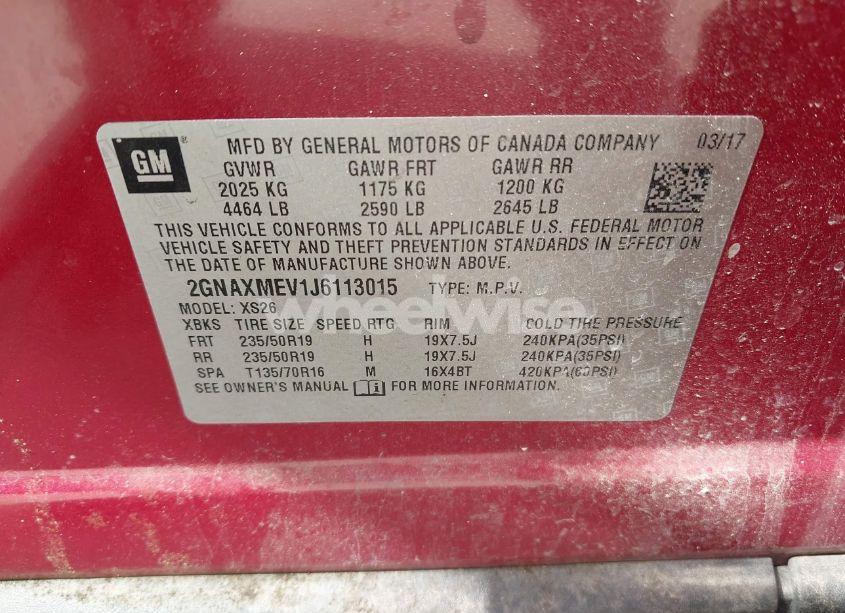 GM ® MFD BY GENERAL MOTORS OF CANADA COMPANY 03/17
GVWR GAWR FRT GAWR RR
2025 KG 1175 KG 1200 KG
4464 LB 2590 LB 2645 LB
THIS VEHICLE CONFORMS TO ALL APPLICABLE U.S. FEDERAL MOTOR
VEHICLE SAFETY AND THEFT PREVENTION STANDARDS IN EFFECT ON
THE DATE OF MANUFACTURE SHOWN ABOVE.
2GNAXMEV1J6113015 TYPE: M.P.V.
MODEL: XS26
wheelwise
XBKS TIRE SIZE SPEED RTG RIM COLD TIRE PRESSURE
FRT 235/50R19 H 19X7.5J 240KPA(35PSI)
RR 235/50R19 H 19X7.5J 240KPA(35PSI)
SPA T135/70R16 M 16X4BT 420KPA(60PSI)
SEE OWNER'S MANUAL FOR MORE INFORMATION.